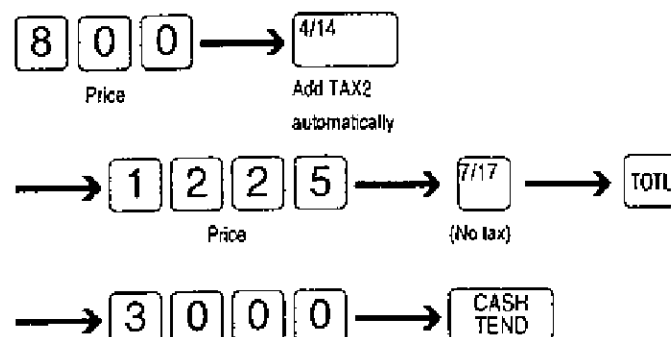 8 0 0 4/14
Price Add TAX2
automatically
1 2 2 5 7/17 TOTL
Price (No tax)
3 0 0 0 CASH
TEND